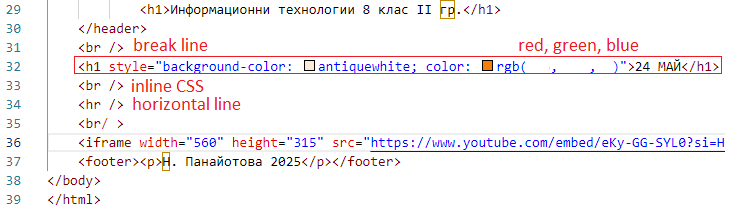 29 <h1>Информационни технологии 8 клас II гр.</h1>
30 </header>
31 <br /> break line red, green, blue
32 <h1 style="background-color: antiquewhite; color: rgb( , , )">24 МАЙ</h1>
33 <br /> inline CSS
34 <hr /> horizontal line
35 <br/ >
36 <iframe width="560" height="315" src="https://www.youtube.com/embed/eKy-GG-SYL0?si=H
37 <footer><p>Н. Панайотова 2025</p></footer>
38 </body>
39 </html>